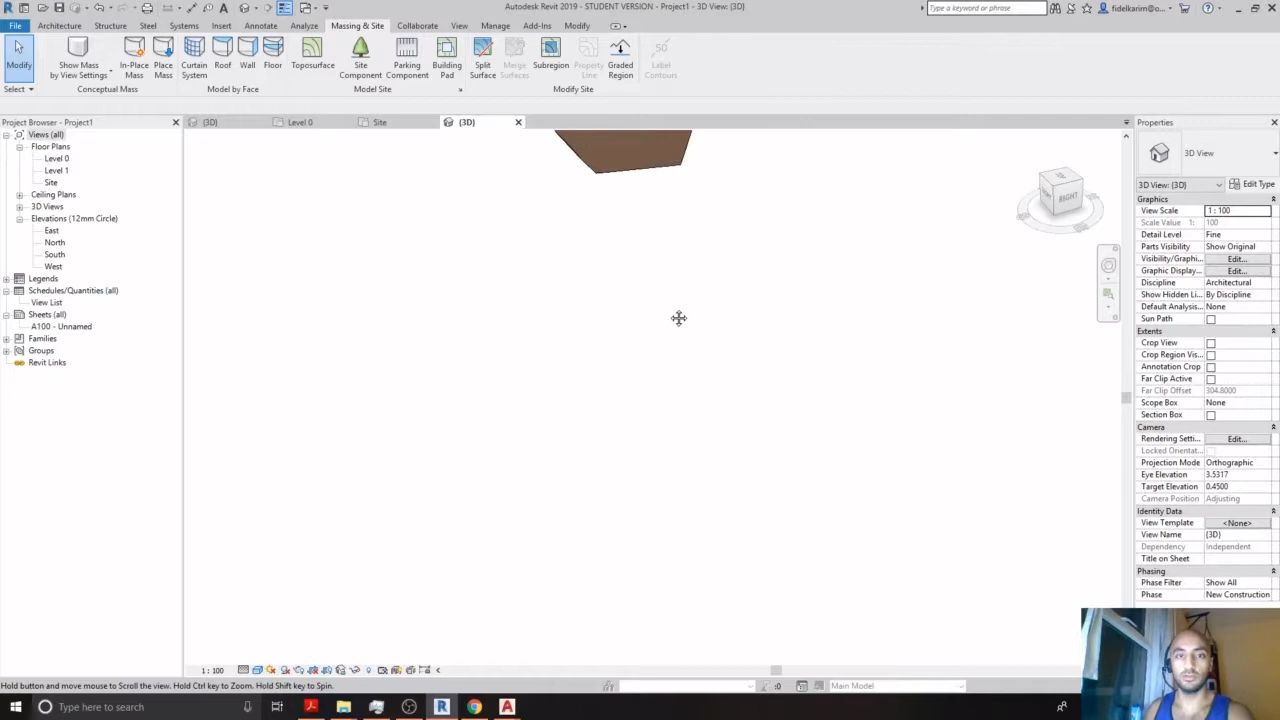 Autodesk Revit 2019 - STUDENT VERSION - Project1 - 3D View: {3D}
Type a keyword or phrase
fidelkarim@o...
File Architecture Structure Steel Systems Insert Annotate Analyze Massing & Site Collaborate View Manage Add-Ins Modify
Modify
Show Mass
by View Settings
In-Place
Mass
Place
Mass
Curtain
System
Roof
Wall
Floor
Toposurface
Site
Component
Parking
Component
Building
Pad
Split
Surface
Merge
Surfaces
Subregion
Property
Line
Graded
Region
50
Label
Contours
Select
Conceptual Mass
Model by Face
Model Site
Modify Site
Project Browser - Project1
{3D}
Level 0
Site
{3D}
Views (all)
Floor Plans
Level 0
Level 1
Site
Ceiling Plans
3D Views
Elevations (12mm Circle)
East
North
South
West
Legends
Schedules/Quantities (all)
View List
Sheets (all)
A100 - Unnamed
Families
Groups
Revit Links
RIGHT
Properties
3D View
3D View: {3D}
Edit Type
Graphics
View Scale 1 : 100
Scale Value 1: 100
Detail Level Fine
Parts Visibility Show Original
Visibility/Graphi... Edit...
Graphic Display... Edit...
Discipline Architectural
Show Hidden Li... By Discipline
Default Analysis... None
Sun Path
Extents
Crop View
Crop Region Vis...
Annotation Crop
Far Clip Active
Far Clip Offset 304.8000
Scope Box None
Section Box
Camera
Rendering Setti... Edit...
Locked Orientat...
Projection Mode Orthographic
Eye Elevation 3.5317
Target Elevation 0.4500
Camera Position Adjusting
Identity Data
View Template <None>
View Name {3D}
Dependency Independent
Title on Sheet
Phasing
Phase Filter Show All
Phase New Construction
1 : 100
Hold button and move mouse to Scroll the view. Hold Ctrl key to Zoom. Hold Shift key to Spin.
:0
Main Model
Type here to search